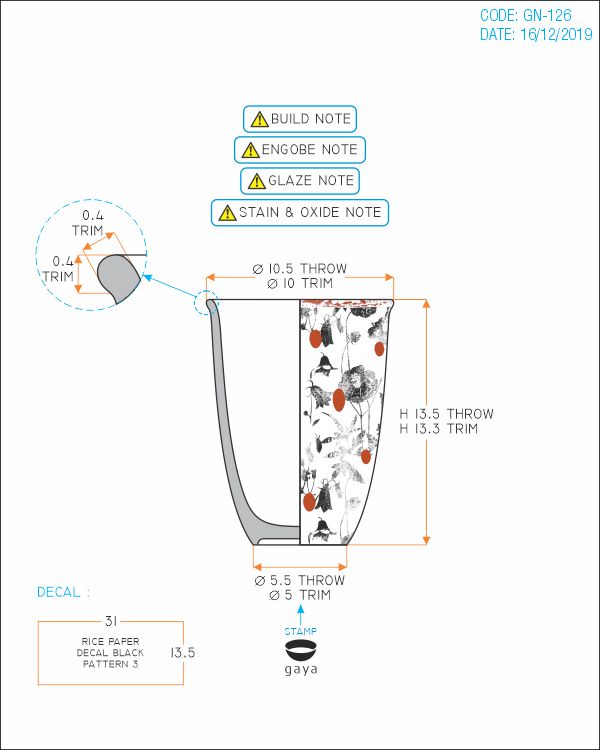 CODE: GN-126
DATE: 16/12/2019
BUILD NOTE
ENGOBE NOTE
GLAZE NOTE
STAIN & OXIDE NOTE
0.4
TRIM
0.4
TRIM
Ø 10.5 THROW
Ø 10 TRIM
H 13.5 THROW
H 13.3 TRIM
Ø 5.5 THROW
Ø 5 TRIM
STAMP
gaya
DECAL :
31
RICE PAPER
DECAL BLACK
PATTERN 3
13.5